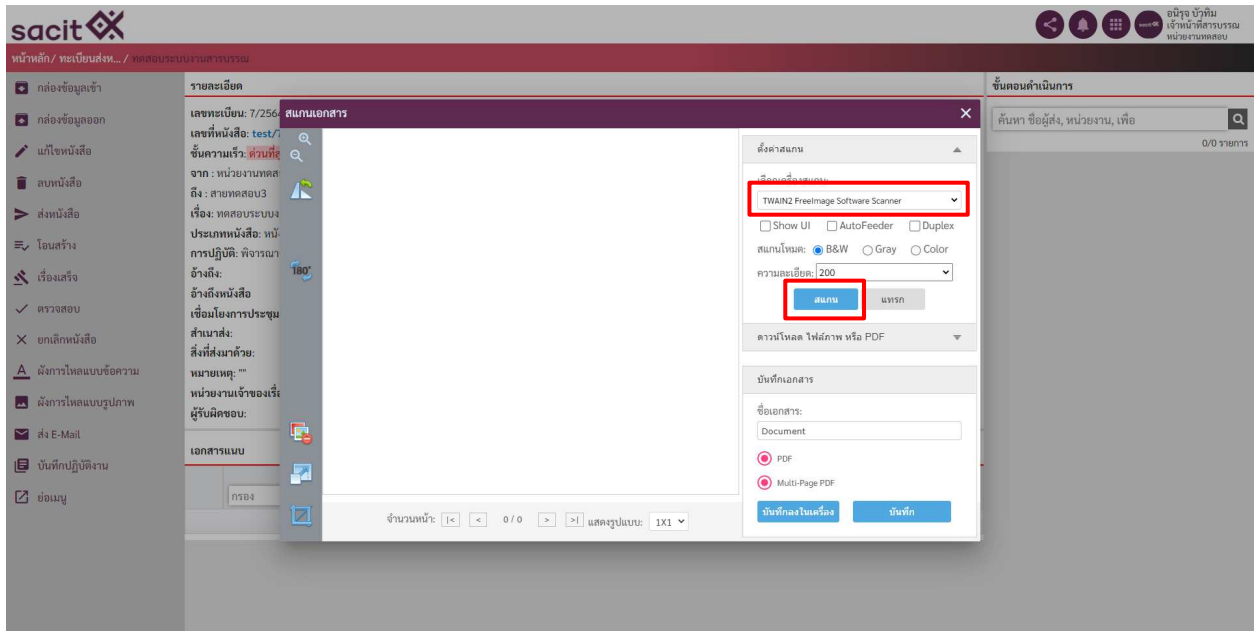 sacit
อนิรุจ บัวทิม
เจ้าหน้าที่สารบรรณ
หน่วยงานทดสอบ
หน้าหลัก / ทะเบียนส่งห... / ทดสอบระบบงานสารบรรณ
กล่องข้อมูลเข้า
กล่องข้อมูลออก
แก้ไขหนังสือ
ลบหนังสือ
ส่งหนังสือ
โอนสร้าง
เรื่องเสร็จ
ตรวจสอบ
ยกเลิกหนังสือ
ผังการไหลแบบข้อความ
ผังการไหลแบบรูปภาพ
ส่ง E-Mail
บันทึกปฏิบัติงาน
ย่อเมนู
รายละเอียด
เลขทะเบียน: 7/256
เลขที่หนังสือ: test/
ชั้นความเร็ว: ด่วนที่
จาก : หน่วยงานทดส
ถึง : สายทดสอบ3
เรื่อง: ทดสอบระบบง
ประเภทหนังสือ: หนั
การปฏิบัติ: พิจารณา
อ้างถึง:
อ้างถึงหนังสือ
เชื่อมโยงการประชุม
สำเนาส่ง:
สิ่งที่ส่งมาด้วย:
หมายเหตุ: ""
หน่วยงานเจ้าของเรื่
ผู้รับผิดชอบ:
เอกสารแนบ
กรอง
สแกนเอกสาร
180°
จำนวนหน้า: |< < 0 / 0 > >| แสดงรูปแบบ: 1X1
ตั้งค่าสแกน
เลือกเครื่องสแกน:
TWAIN2 FreeImage Software Scanner
Show UI AutoFeeder Duplex
สแกนโหมด: B&W Gray Color
ความละเอียด: 200
สแกน แทรก
ดาวน์โหลด ไฟล์ภาพ หรือ PDF
บันทึกเอกสาร
ชื่อเอกสาร:
Document
PDF
Multi-Page PDF
บันทึกลงในเครื่อง บันทึก
ขั้นตอนดำเนินการ
ค้นหา ชื่อผู้ส่ง, หน่วยงาน, เพื่อ
0/0 รายการ